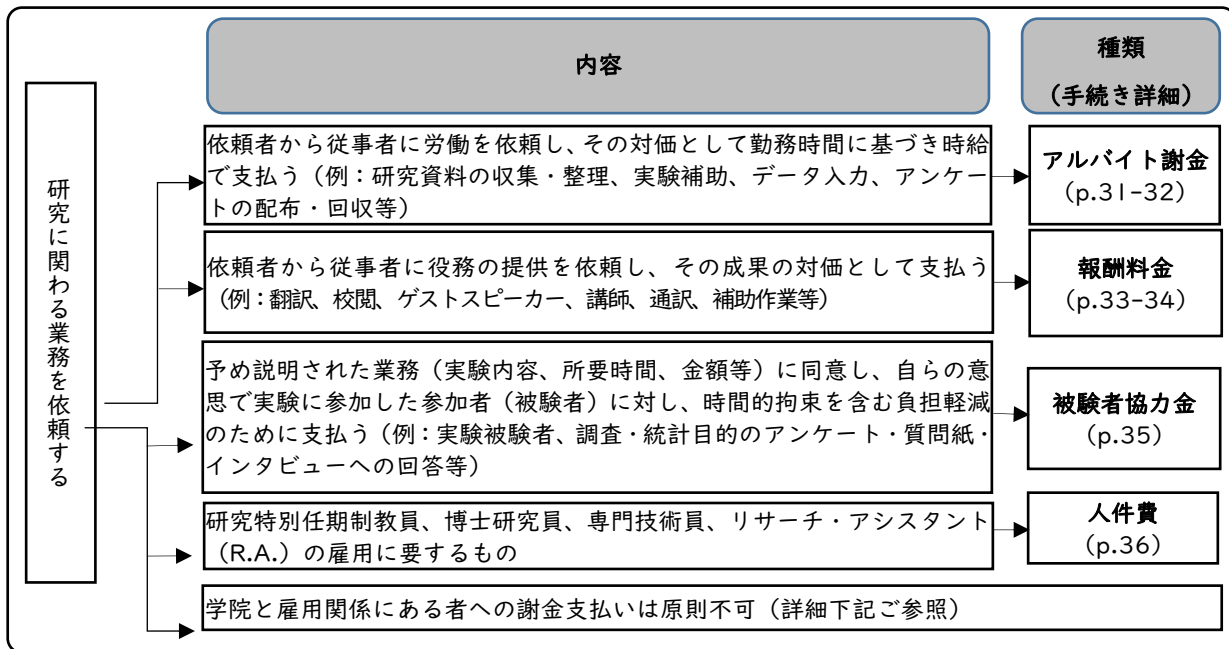 内容
種類
（手続き詳細）
研究に関わる業務を依頼する
依頼者から従事者に労働を依頼し、その対価として勤務時間に基づき時給
で支払う（例：研究資料の収集・整理、実験補助、データ入力、アンケー
トの配布・回収等）
アルバイト謝金
(p.31-32)
依頼者から従事者に役務の提供を依頼し、その成果の対価として支払う
（例：翻訳、校閲、ゲストスピーカー、講師、通訳、補助作業等）
報酬料金
(p.33-34)
予め説明された業務（実験内容、所要時間、金額等）に同意し、自らの意
思で実験に参加した参加者（被験者）に対し、時間的拘束を含む負担軽減
のために支払う（例：実験被験者、調査・統計目的のアンケート・質問紙・
インタビューへの回答等）
被験者協力金
(p.35)
研究特別任期制教員、博士研究員、専門技術員、リサーチ・アシスタント
（R.A.）の雇用に要するもの
人件費
(p.36)
学院と雇用関係にある者への謝金支払いは原則不可（詳細下記ご参照）